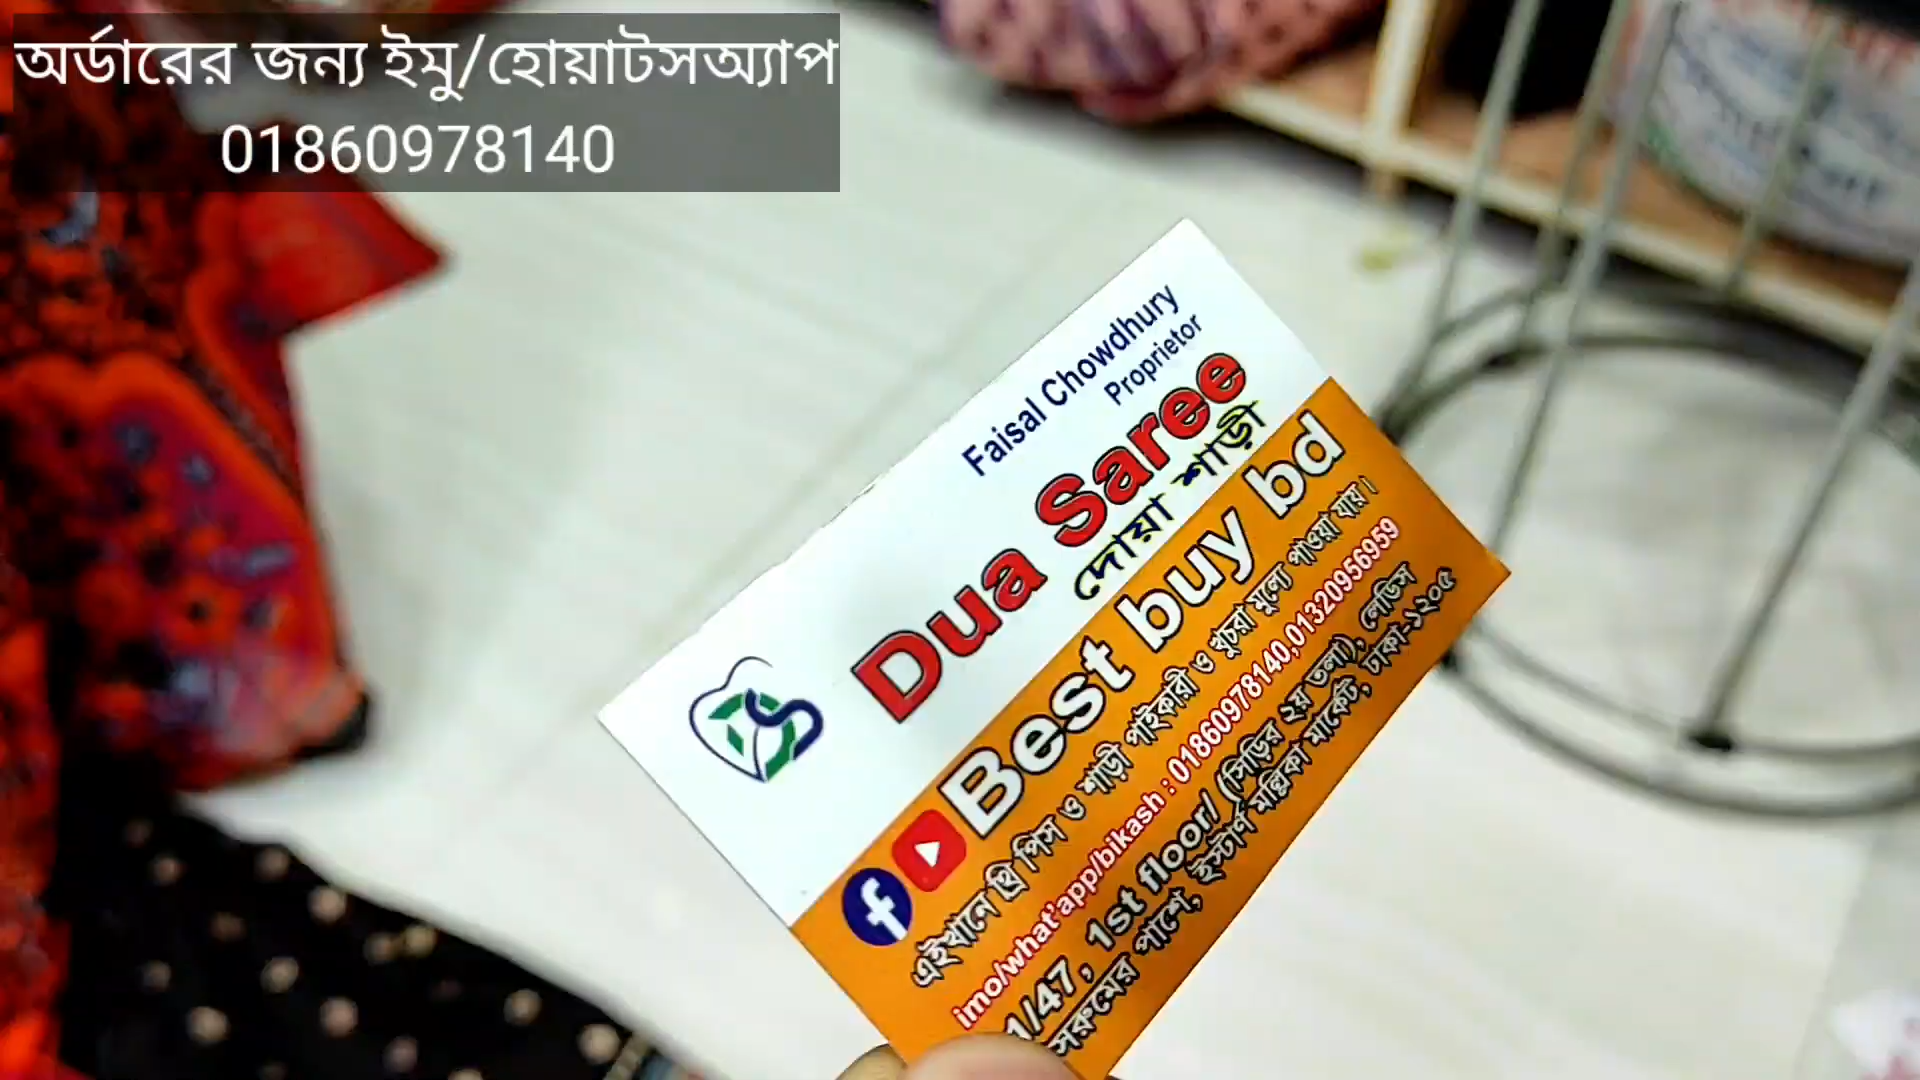 অর্ডারের জন্য ইমু/হোয়াটসঅ্যাপ
01860978140
Faisal Chowdhury
Proprietor
Dua Saree
দোয়া শাড়ী
Best buy bd
এইখানে থ্রি পিস ও শাড়ী পাইকারী ও খুচরা মূল্যে পাওয়া যায়।
imo/what'app/bikash : 01860978140,01320956959
1/47, 1st floor/ (সিড়ির ২য় তলা), লেডিস
পাশে, ইস্টার্ণ মল্লিকা মার্কেট, ঢাকা-১২০৫